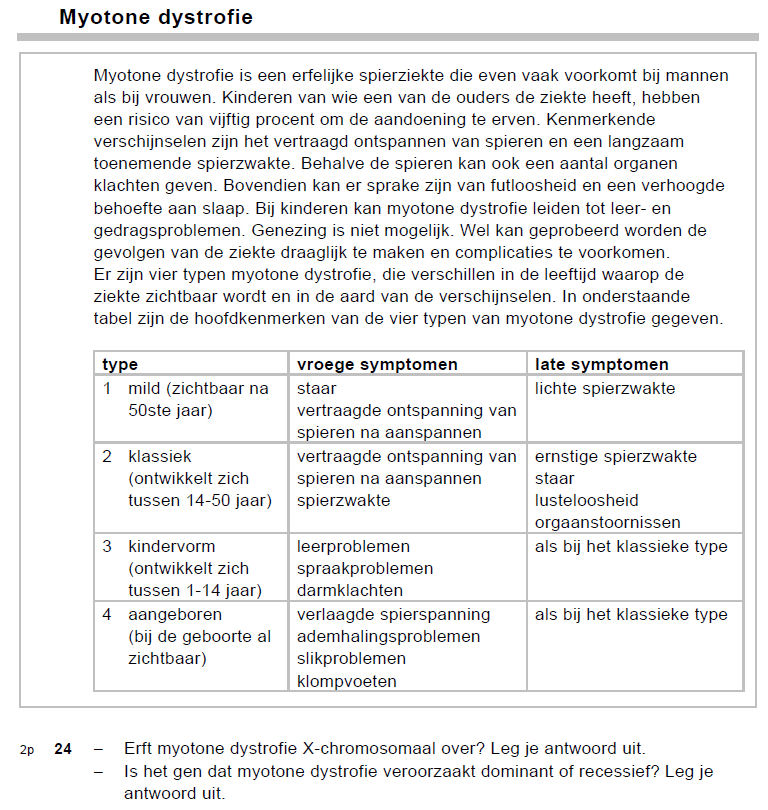 Myotone dystrofie
Myotone dystrofie is een erfelijke spierziekte die even vaak voorkomt bij mannen
als bij vrouwen. Kinderen van wie een van de ouders de ziekte heeft, hebben
een risico van vijftig procent om de aandoening te erven. Kenmerkende
verschijnselen zijn het vertraagd ontspannen van spieren en een langzaam
toenemende spierzwakte. Behalve de spieren kan ook een aantal organen
klachten geven. Bovendien kan er sprake zijn van futloosheid en een verhoogde
behoefte aan slaap. Bij kinderen kan myotone dystrofie leiden tot leer- en
gedragsproblemen. Genezing is niet mogelijk. Wel kan geprobeerd worden de
gevolgen van de ziekte draaglijk te maken en complicaties te voorkomen.
Er zijn vier typen myotone dystrofie, die verschillen in de leeftijd waarop de
ziekte zichtbaar wordt en in de aard van de verschijnselen. In onderstaande
tabel zijn de hoofdkenmerken van de vier typen van myotone dystrofie gegeven.
type vroege symptomen late symptomen
1 mild (zichtbaar na staar lichte spierzwakte
50ste jaar) vertraagde ontspanning van
spieren na aanspannen
2 klassiek vertraagde ontspanning van ernstige spierzwakte
(ontwikkelt zich spieren na aanspannen staar
tussen 14-50 jaar) spierzwakte lusteloosheid
orgaanstoornissen
3 kindervorm leerproblemen als bij het klassieke type
(ontwikkelt zich spraakproblemen
tussen 1-14 jaar) darmklachten
4 aangeboren verlaagde spierspanning als bij het klassieke type
(bij de geboorte al ademhalingsproblemen
zichtbaar) slikproblemen
klompvoeten
2p 24 – Erft myotone dystrofie X-chromosomaal over? Leg je antwoord uit.
– Is het gen dat myotone dystrofie veroorzaakt dominant of recessief? Leg je
antwoord uit.